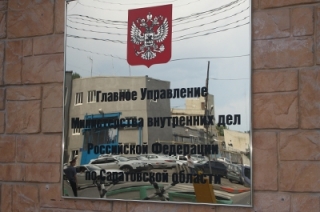 Главное Управление
Министерства внутренних дел
Российской Федерации
по Саратовской области